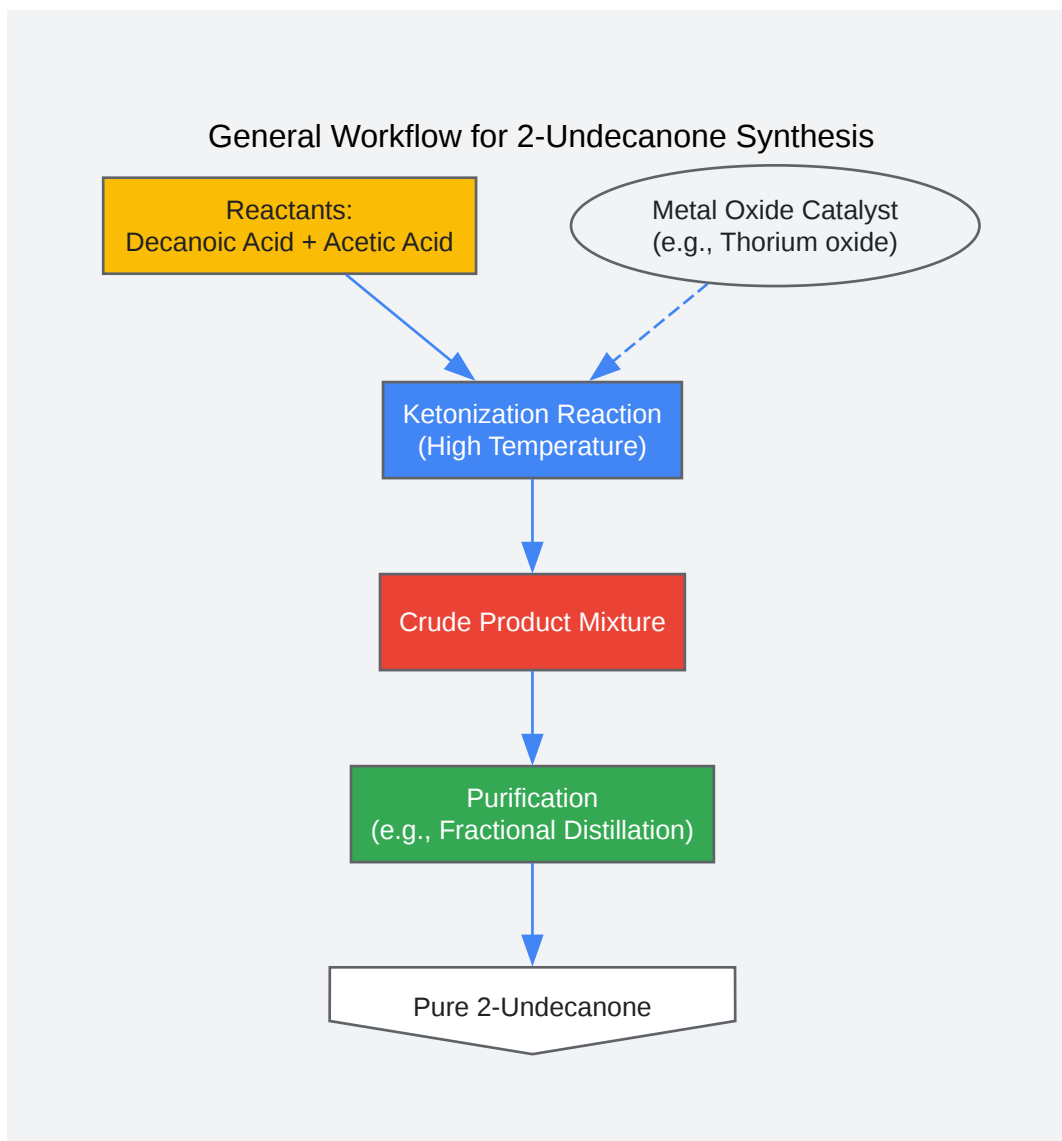 General Workflow for 2-Undecanone Synthesis
Reactants:
Decanoic Acid + Acetic Acid
Metal Oxide Catalyst
(e.g., Thorium oxide)
Ketonization Reaction
(High Temperature)
Crude Product Mixture
Purification
(e.g., Fractional Distillation)
Pure 2-Undecanone